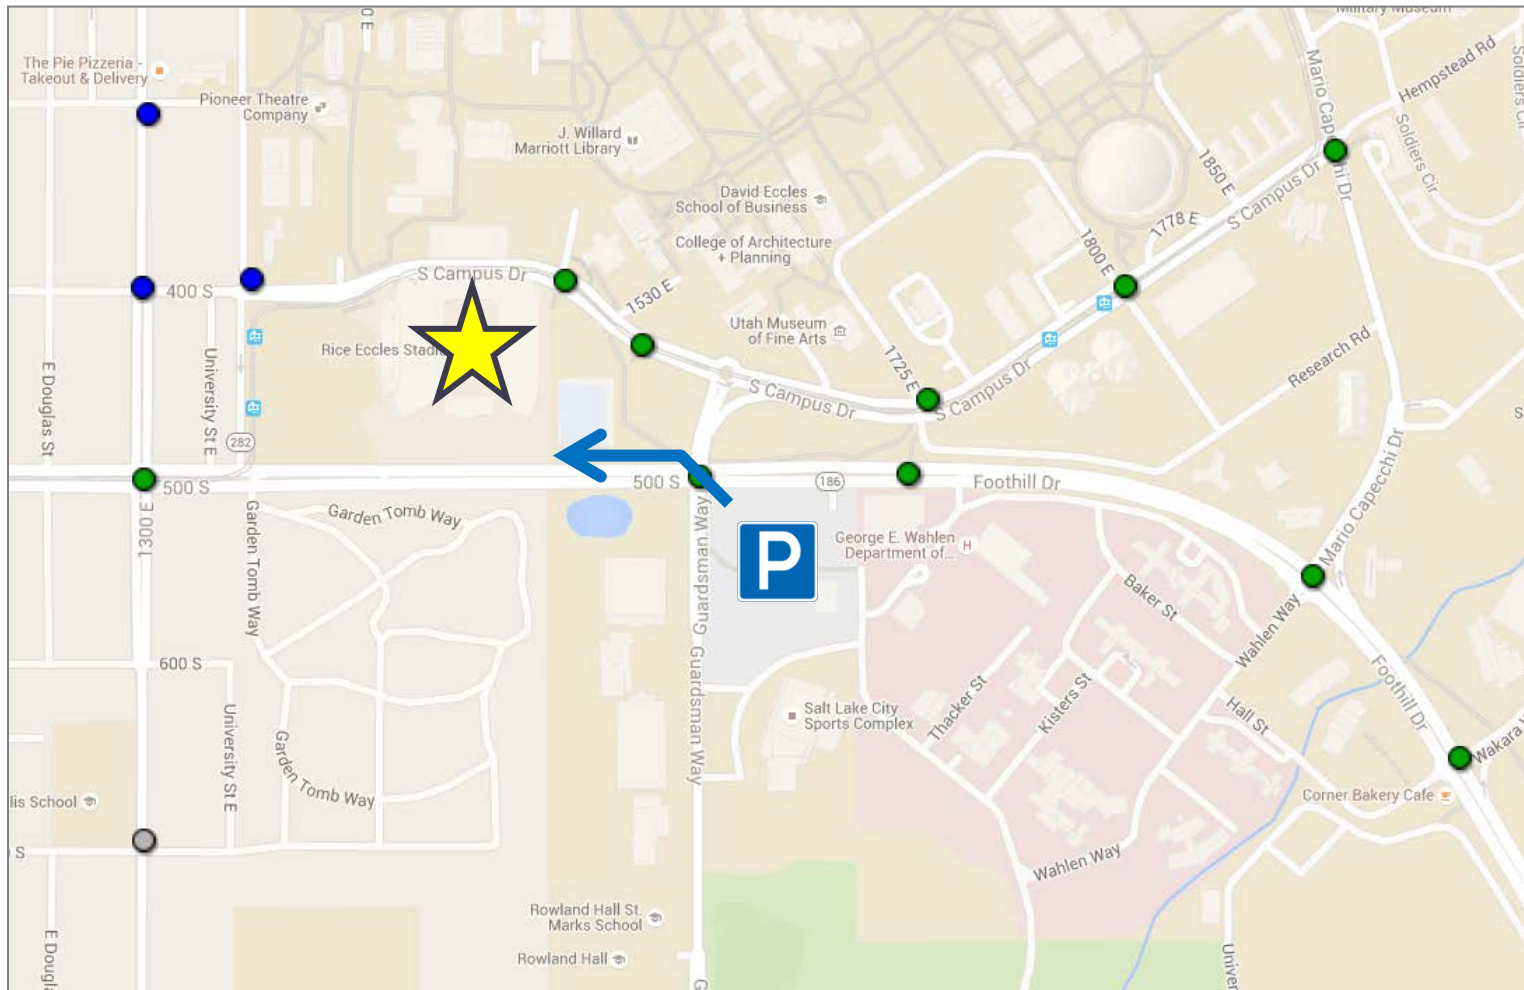 Military Museum
0 E
The Pie Pizzeria -
Takeout & Delivery
Pioneer Theatre
Company
J. Willard
Marriott Library
David Eccles
School of Business
College of Architecture
+ Planning
Mario Capecchi Dr
Hempstead Rd
Soldiers Cir
Soldiers Cir
1850 E
S Campus Dr
1778 E
1800 E
400 S
S Campus Dr
1530 E
Utah Museum
of Fine Arts
Rice Eccles
1725 E
S Campus Dr
S Campus Dr
Research Rd
E Douglas St
University St E
282
500 S
500 S
186
Foothill Dr
Mario Capecchi Dr
1300 E
Garden Tomb Way
Garden Tomb Way
Guardsman Way
P
George E. Wahlen
Department of...
H
Baker St
Wahlen Way
600 S
Guardsman Way
Salt Lake City
Sports Complex
Thacker St
Kisters St
Hall St
Foothill Dr
University St E
Garden Tomb Way
lis School
Corner Bakery Cafe
S
Wahlen Way
Rowland Hall St.
Marks School
Rowland Hall
E Dougla
Univer
G